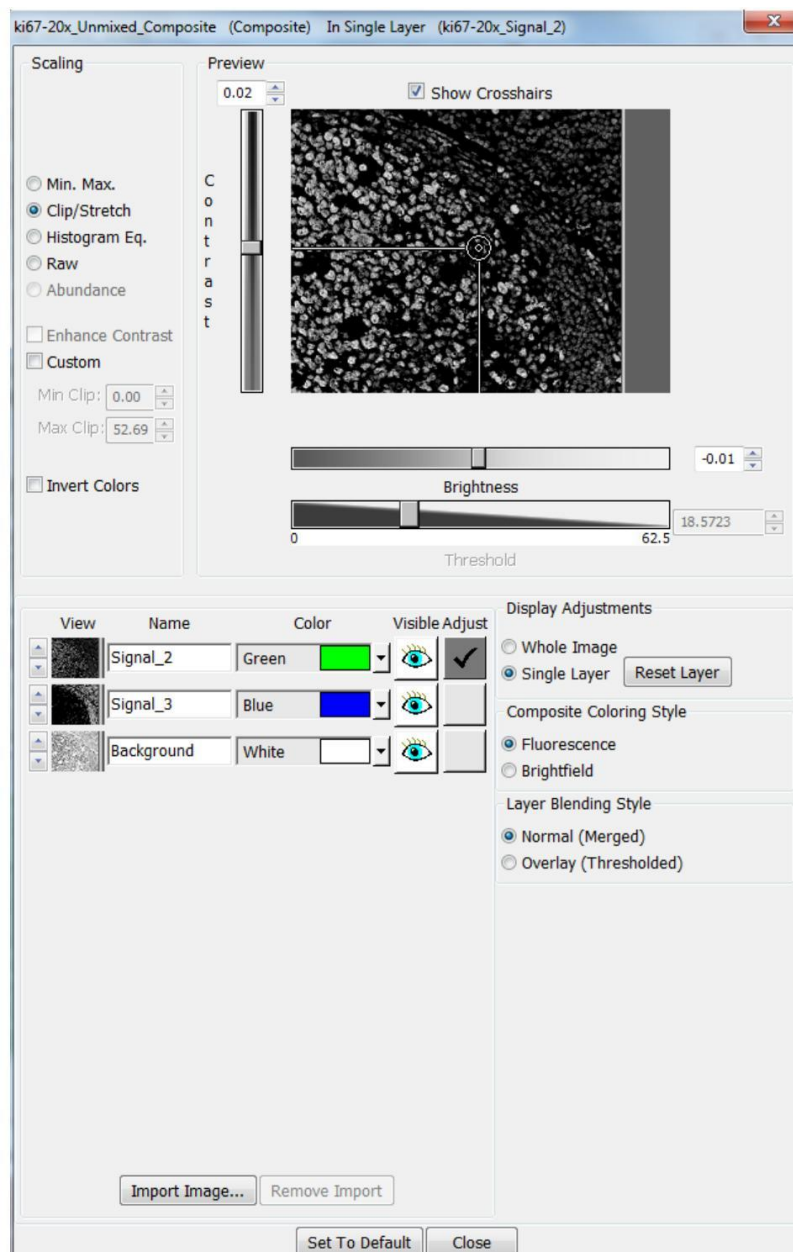 ki67-20x_Unmixed_Composite (Composite) In Single Layer (ki67-20x_Signal_2)
Scaling
Preview
0.02
Show Crosshairs
Contrast
Min. Max.
Clip/Stretch
Histogram Eq.
Raw
Abundance
Enhance Contrast
Custom
Min Clip: 0.00
Max Clip: 52.69
Invert Colors
-0.01
Brightness
18.5723
0 62.5
Threshold
View Name Color Visible Adjust
Signal_2 Green
Signal_3 Blue
Background White
Display Adjustments
Whole Image
Single Layer Reset Layer
Composite Coloring Style
Fluorescence
Brightfield
Layer Blending Style
Normal (Merged)
Overlay (Thresholded)
Import Image... Remove Import
Set To Default Close